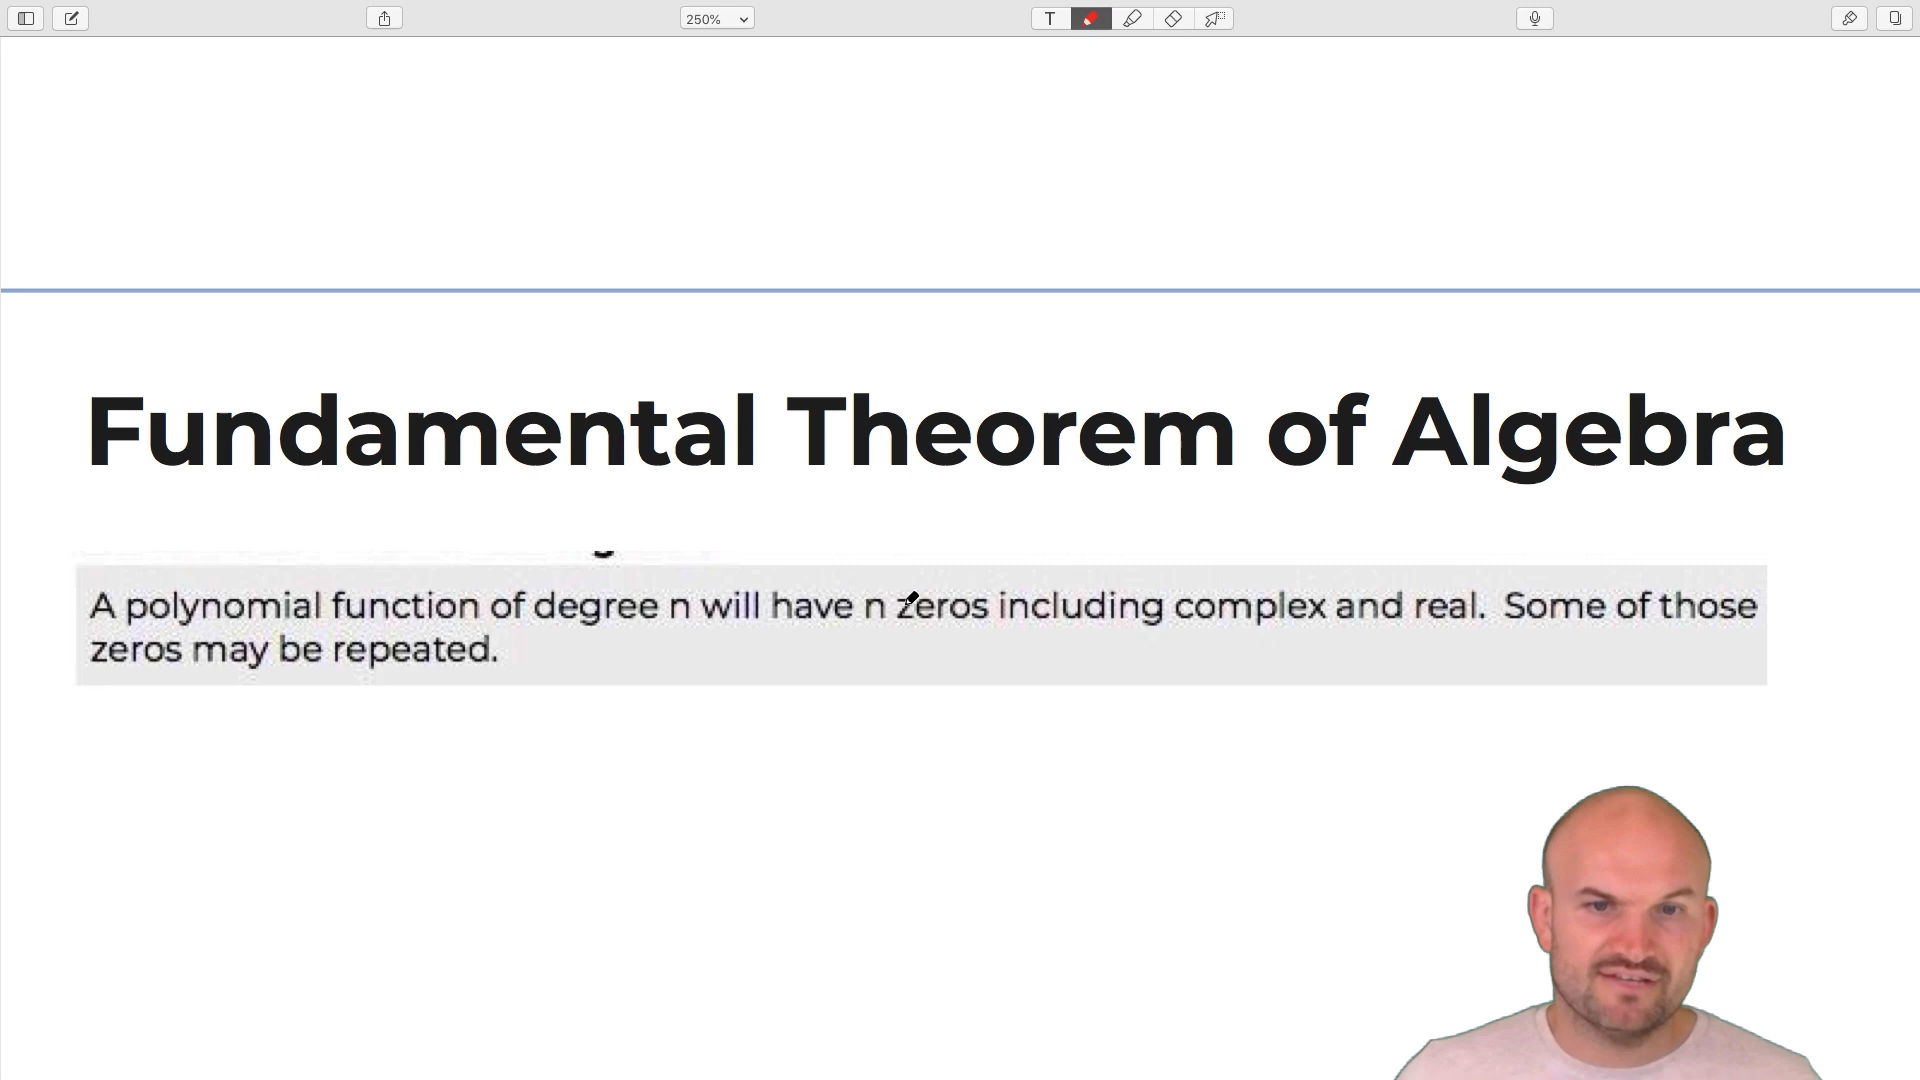 250%
T
Fundamental Theorem of Algebra
A polynomial function of degree n will have n zeros including complex and real. Some of those
zeros may be repeated.